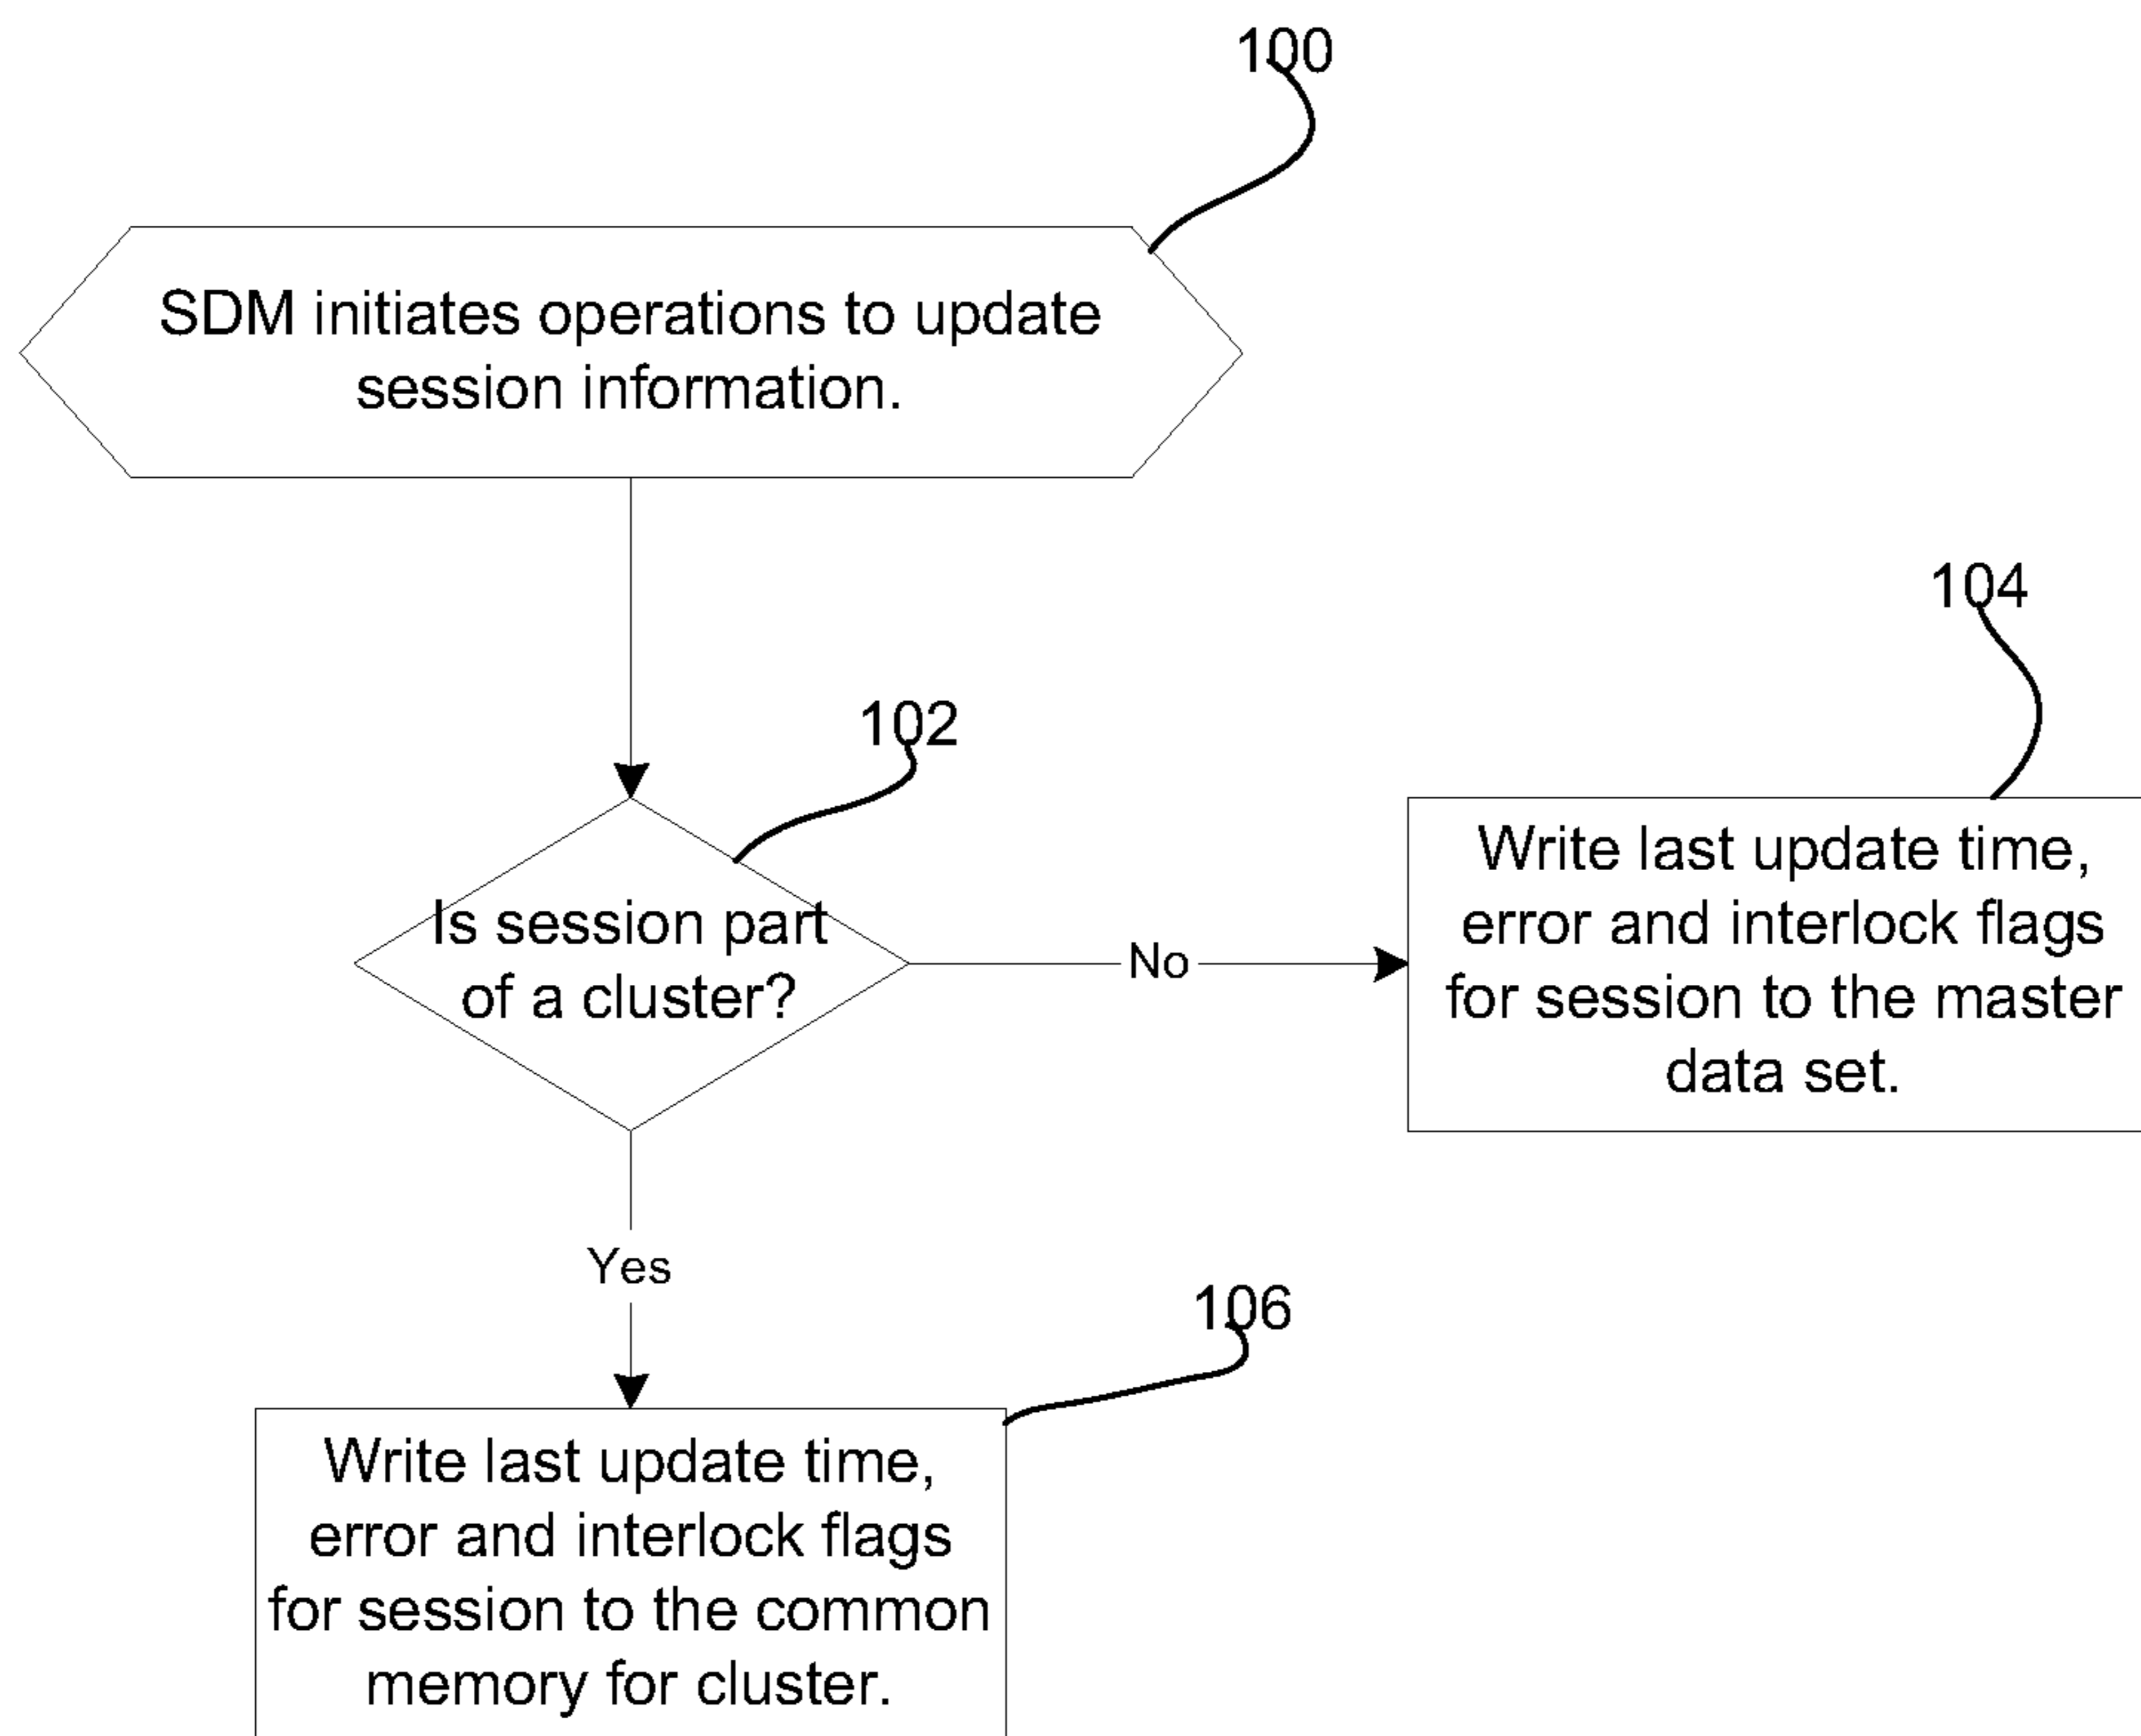 100
SDM initiates operations to update
session information.
104
102
Is session part
of a cluster?
No
Write last update time,
error and interlock flags
for session to the master
data set.
Yes
106
Write last update time,
error and interlock flags
for session to the common
memory for cluster.